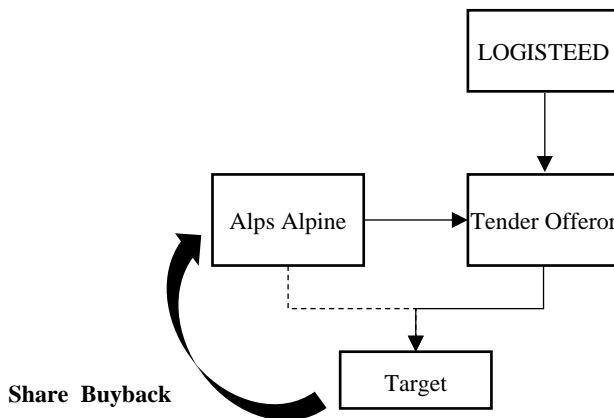 LOGISTEED
Alps Alpine
Tender Offeror
Target
Share Buyback